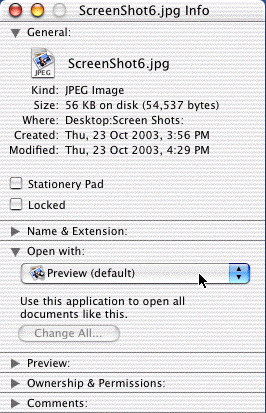 ScreenShot6.jpg Info
General:
JPEG
ScreenShot6.jpg
Kind: JPEG Image
Size: 56 KB on disk (54,537 bytes)
Where: Desktop:Screen Shots:
Created: Thu, 23 Oct 2003, 3:56 PM
Modified: Thu, 23 Oct 2003, 4:29 PM
Stationery Pad
Locked
Name & Extension:
Open with:
Preview (default)
Use this application to open all
documents like this.
Change All...
Preview:
Ownership & Permissions:
Comments: